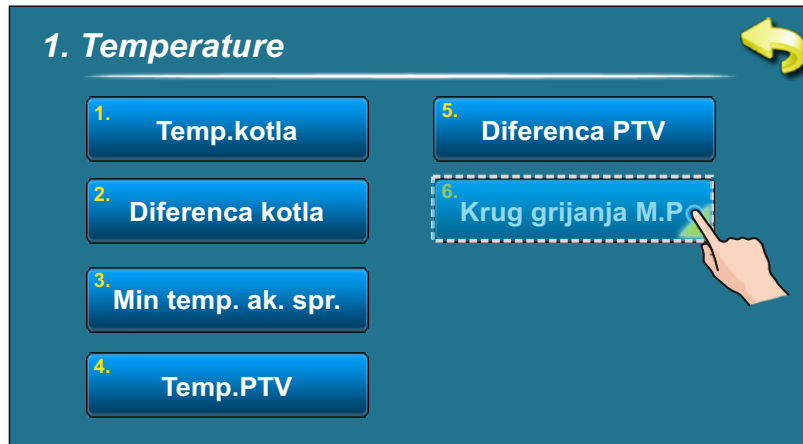 1. Temperature
1. Temp.kotla
2. Diferenca kotla
3. Min temp. ak. spr.
4. Temp.PTV
5. Diferenca PTV
6. Krug grijanja M.P